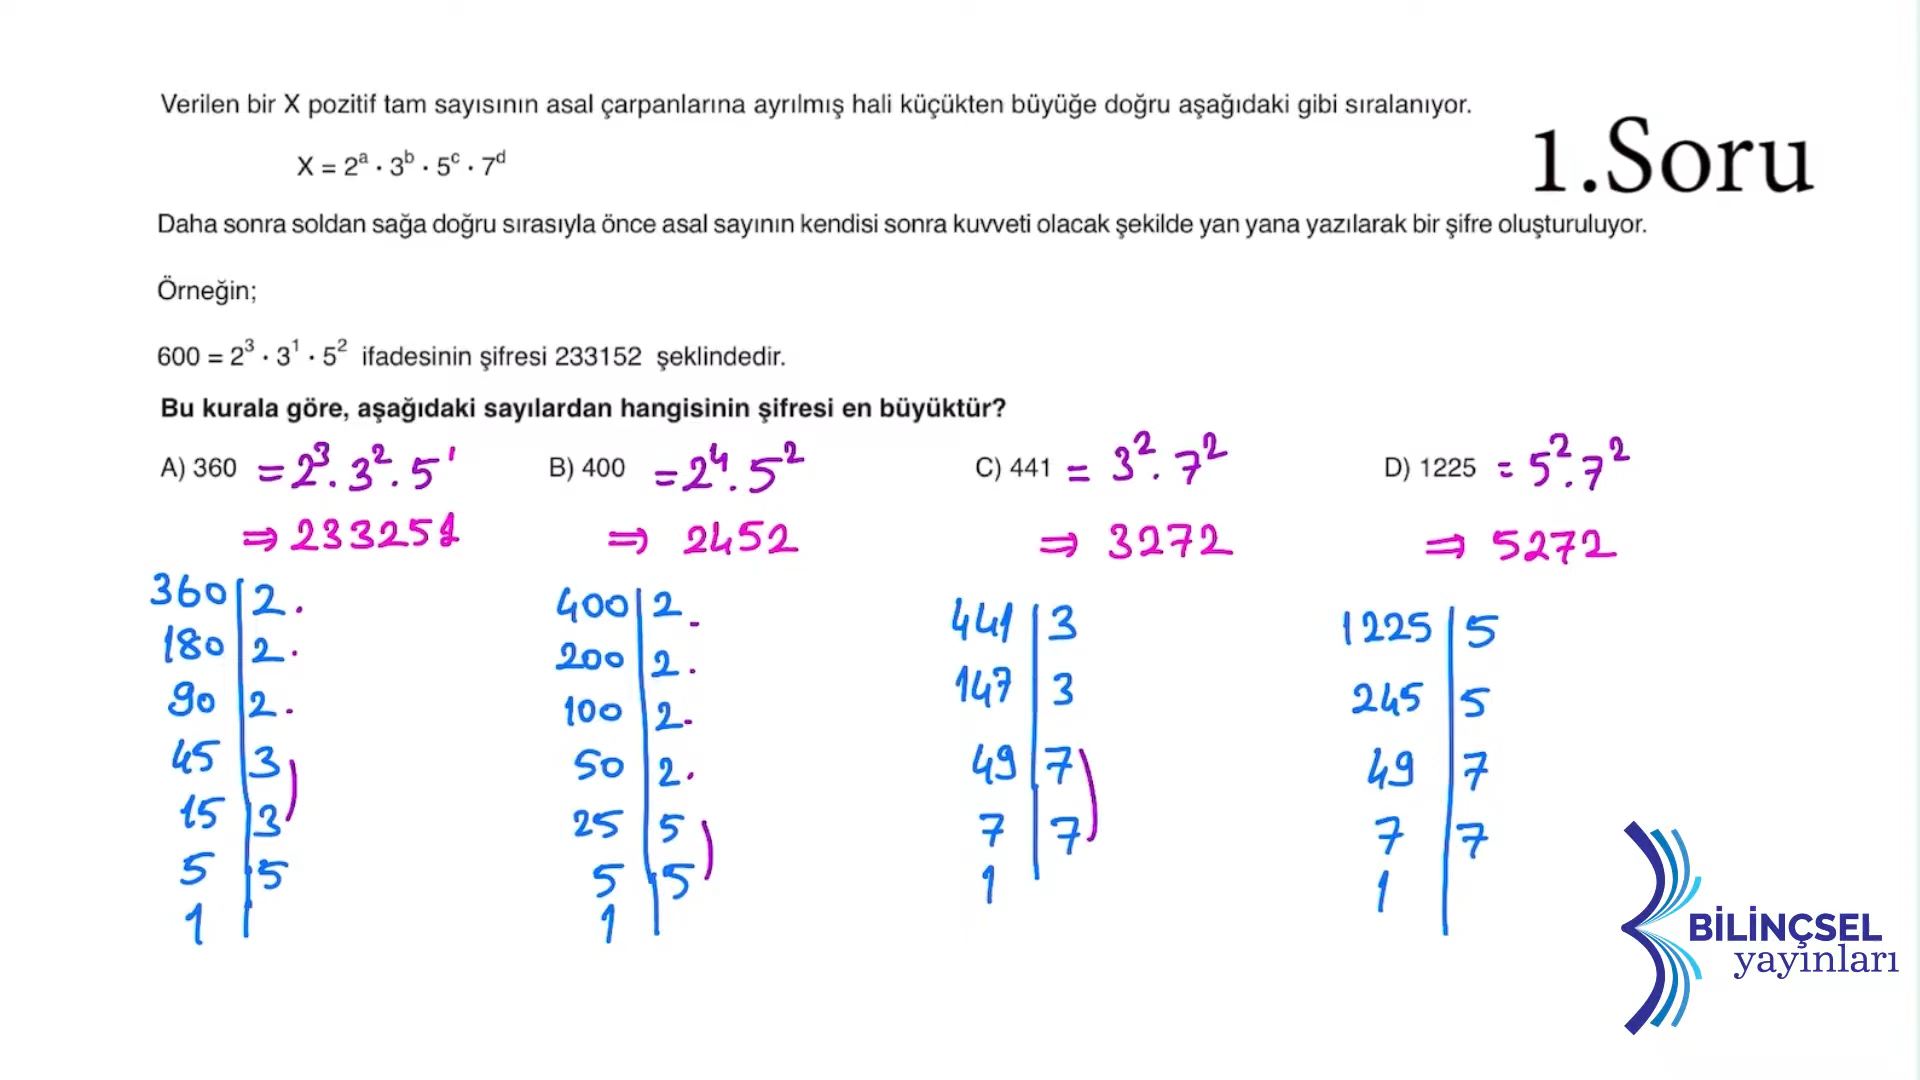 Verilen bir X pozitif tam sayısının asal çarpanlarına ayrılmış hali küçükten büyüğe doğru aşağıdaki gibi sıralanıyor.
1.Soru
X = 2ᵃ · 3ᵇ · 5ᶜ · 7ᵈ
Daha sonra soldan sağa doğru sırasıyla önce asal sayının kendisi sonra kuvveti olacak şekilde yan yana yazılarak bir şifre oluşturuluyor.
Örneğin;
600 = 2³ · 3¹ · 5² ifadesinin şifresi 233152 şeklindedir.
Bu kurala göre, aşağıdaki sayılardan hangisinin şifresi en büyüktür?
A) 360 = 2³. 3². 5¹ B) 400 = 2⁴. 5² C) 441 = 3². 7² D) 1225 = 5². 7²
⇒ 233251 ⇒ 2452 ⇒ 3272 ⇒ 5272
360 | 2 . 400 | 2 . 441 | 3 1225 | 5
180 | 2 . 200 | 2 . 147 | 3 245 | 5
90 | 2 . 100 | 2 . 49 | 7 49 | 7
45 | 3 50 | 2 . 7 | 7 7 | 7
15 | 3 25 | 5 1 | 1 |
5 | 5 5 | 5
1 | 1 |
BİLİNÇSEL
yayınları